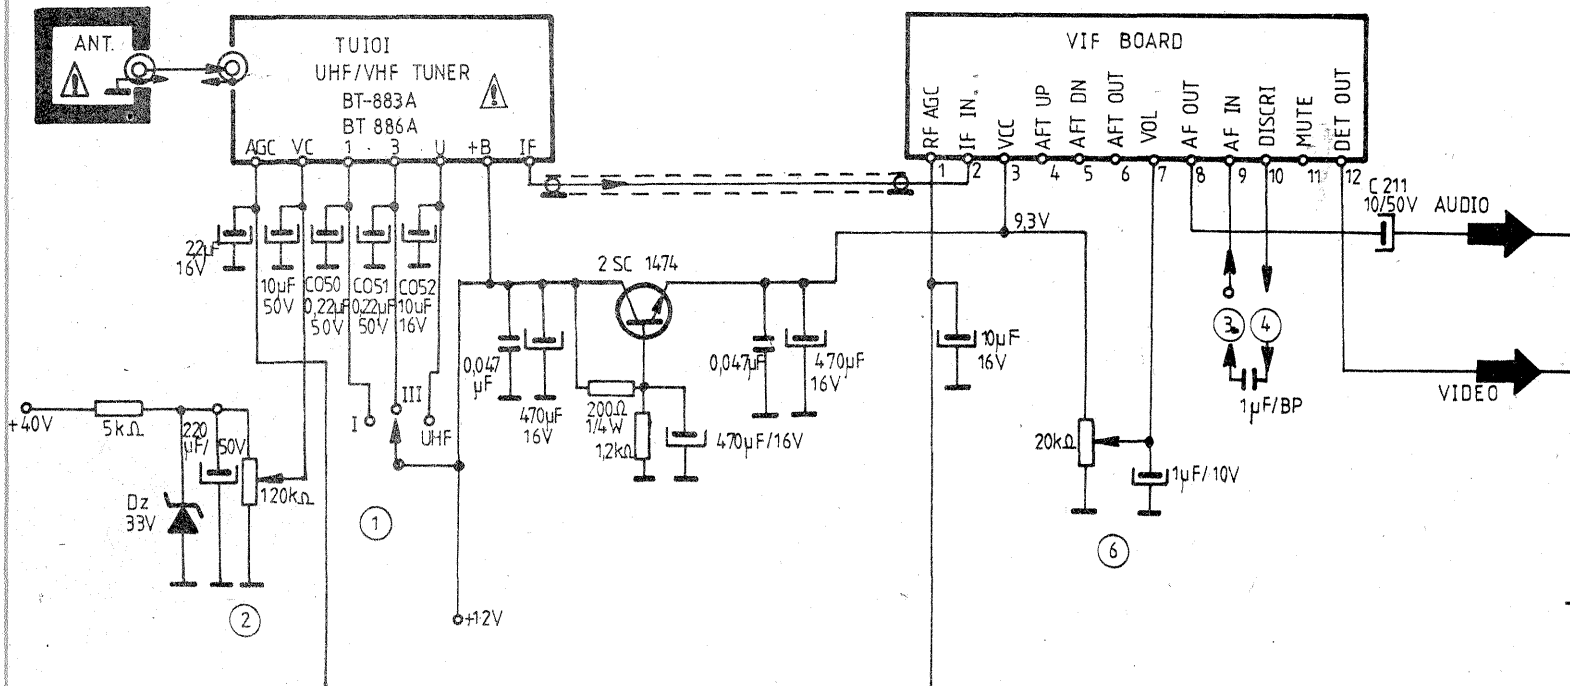 ANT.
TU101
UHF/VHF TUNER
BT-883A
BT 886A
AGC VC 1 3 U +B IF
VIF BOARD
RF AGC
IF IN.
VCC
AFT UP
AFT DN
AFT OUT
VOL
AF OUT
AF IN
DISCRI
MUTE
DET OUT
1 2 3 4 5 6 7 8 9 10 11 12
22µF
16V
10µF
50V
C050
0,22µF
50V
C051
0,22µF
50V
C052
10uF
16V
2 SC 1474
9,3V
C 211
10/50V
AUDIO
VIDEO
0,047
µF
470µF
16V
200Ω
1/4W
1,2kΩ
470µF/16V
0,047µF
470µF
16V
10µF
16V
3
4
1µF/BP
20kΩ
1µF/10V
6
I
III
UHF
1
+40V
5kΩ
220
µF/50V
120kΩ
Dz
33V
2
+12V